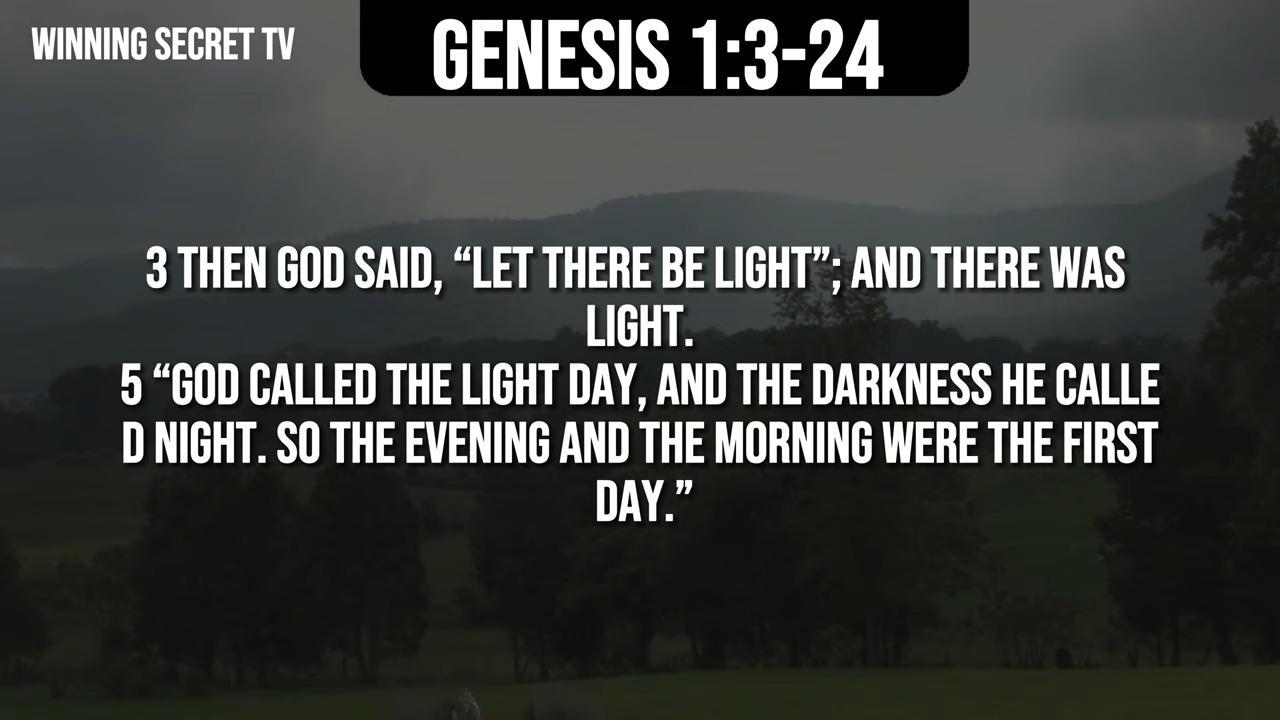 WINNING SECRET TV
GENESIS 1:3-24
3 THEN GOD SAID, “LET THERE BE LIGHT”; AND THERE WAS
LIGHT.
5 “GOD CALLED THE LIGHT DAY, AND THE DARKNESS HE CALLE
D NIGHT. SO THE EVENING AND THE MORNING WERE THE FIRST
DAY.”